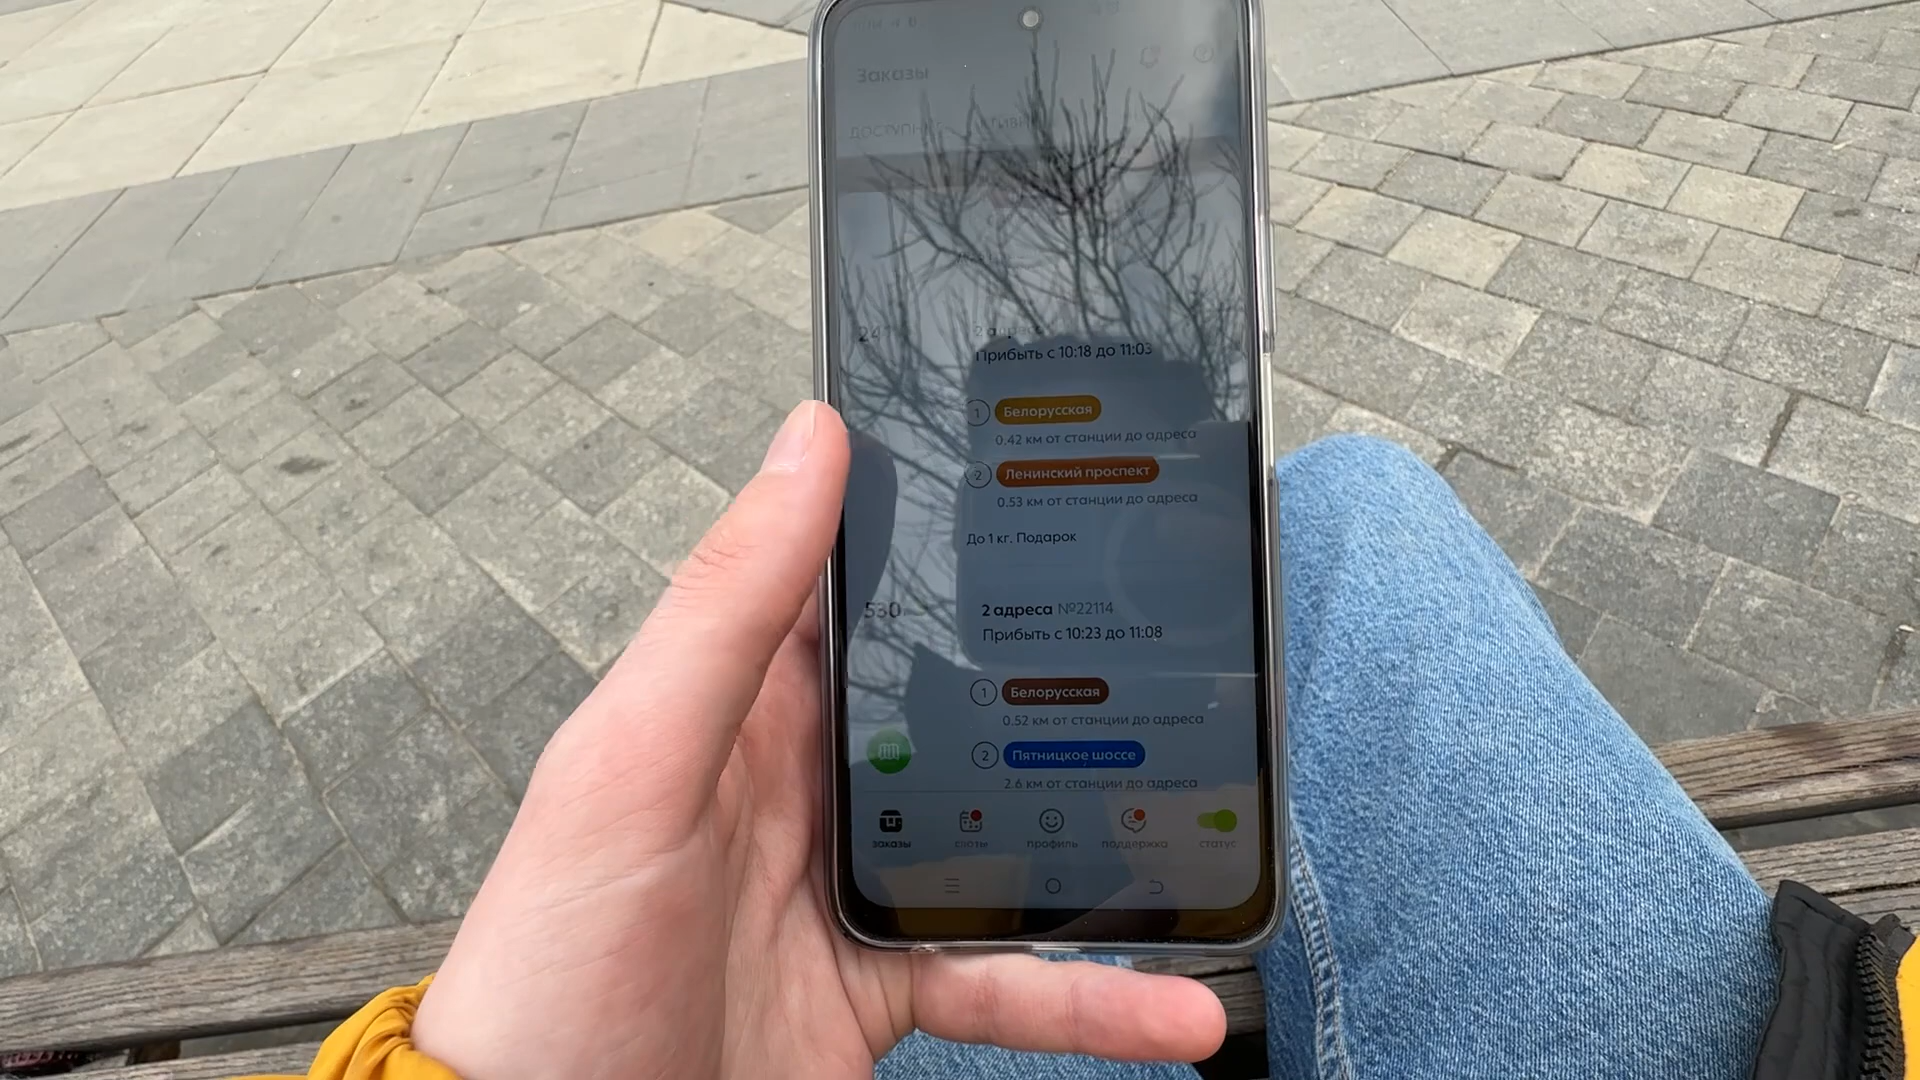 Заказы
2 адреса
Прибыть с 10:18 до 11:03
1 Белорусская
0.42 км от станции до адреса
2 Ленинский проспект
0.53 км от станции до адреса
До 1 кг. Подарок
530
2 адреса №22114
Прибыть с 10:23 до 11:08
1 Белорусская
0.52 км от станции до адреса
2 Пятницкое шоссе
2.6 км от станции до адреса
заказы слоты профиль поддержка статус